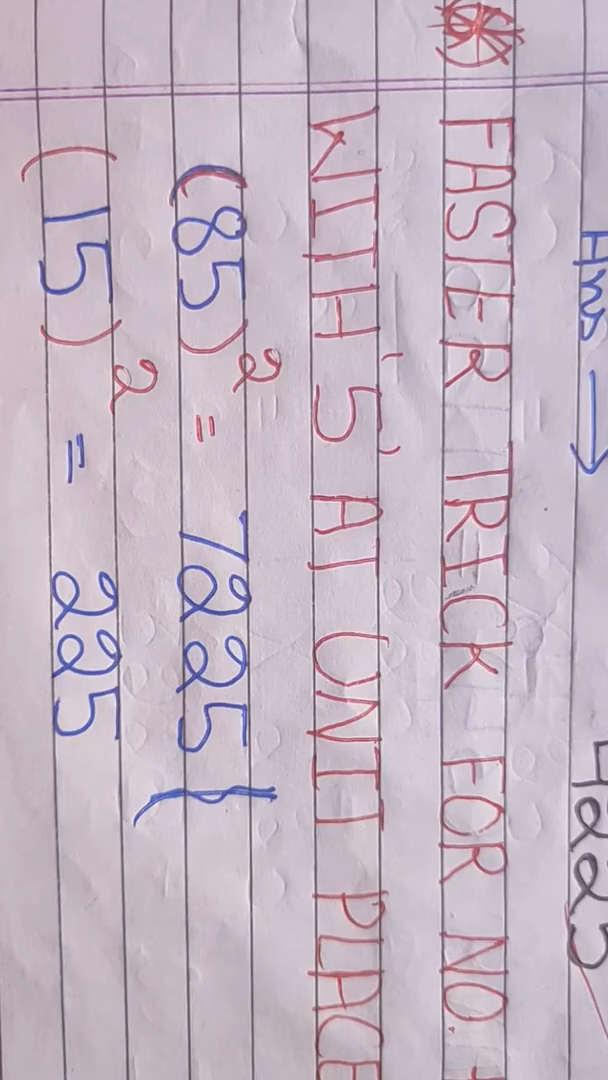 Ans → 4225
* FASTER TRICK FOR NO.
WITH '5' AT UNIT PLACE
(85)² = 7225
(15)² = 225